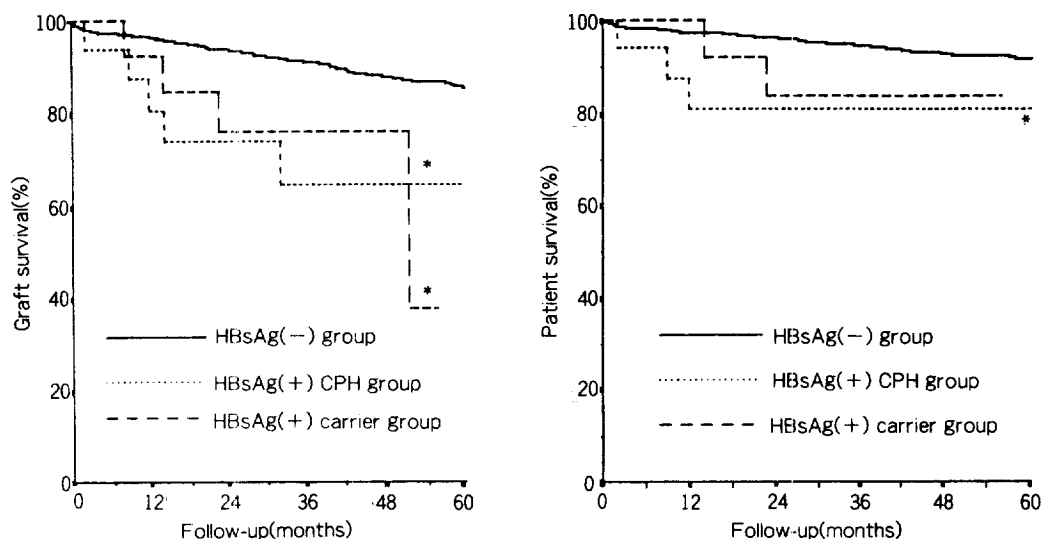 100
80
60
40
20
0
Graft survival(%)
*
*
HBsAg(−) group
HBsAg(+) CPH group
HBsAg(+) carrier group
0 12 24 36 48 60
Follow-up(months)
100
80
60
40
20
0
Patient survival(%)
*
HBsAg(−) group
HBsAg(+) CPH group
HBsAg(+) carrier group
0 12 24 36 48 60
Follow-up(months)